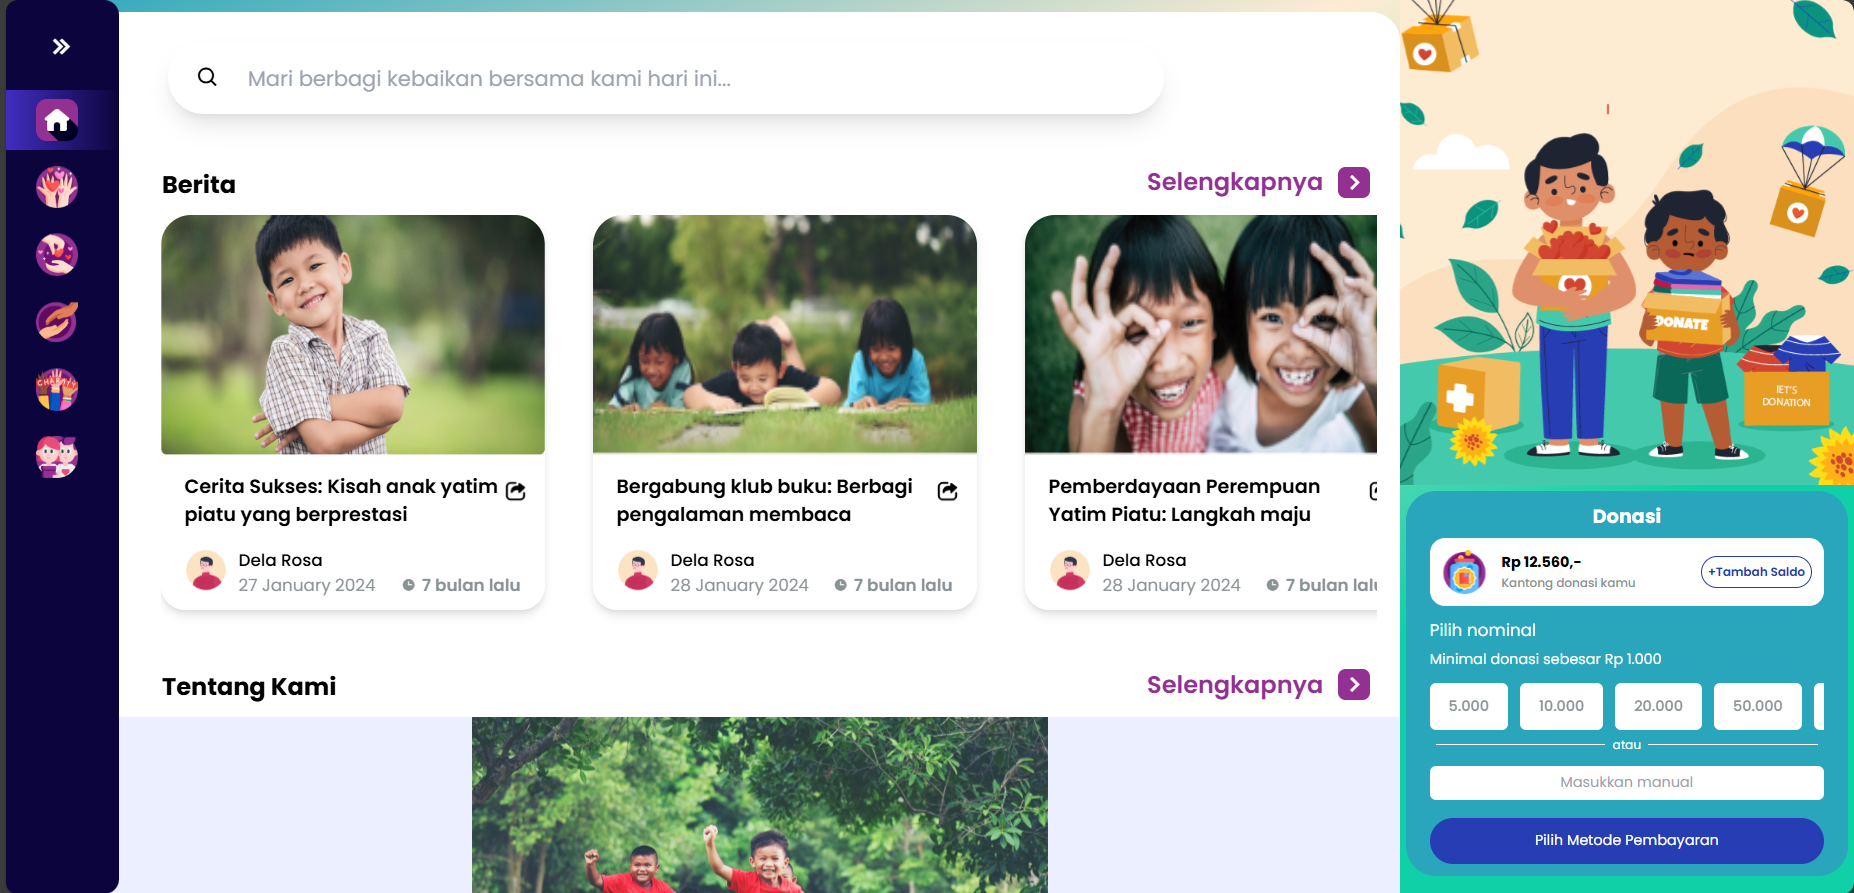 Mari berbagi kebaikan bersama kami hari ini...
Berita
Selengkapnya
Cerita Sukses: Kisah anak yatim
piatu yang berprestasi
Dela Rosa
27 January 2024
7 bulan lalu
Bergabung klub buku: Berbagi
pengalaman membaca
Dela Rosa
28 January 2024
7 bulan lalu
Pemberdayaan Perempuan
Yatim Piatu: Langkah maju
Dela Rosa
28 January 2024
7 bulan lalu
Tentang Kami
Selengkapnya
CHARITY
DONATE
lET'S
DONATION
Donasi
Rp 12.560,-
Kantong donasi kamu
+Tambah Saldo
Pilih nominal
Minimal donasi sebesar Rp 1.000
5.000
10.000
20.000
50.000
atau
Masukkan manual
Pilih Metode Pembayaran